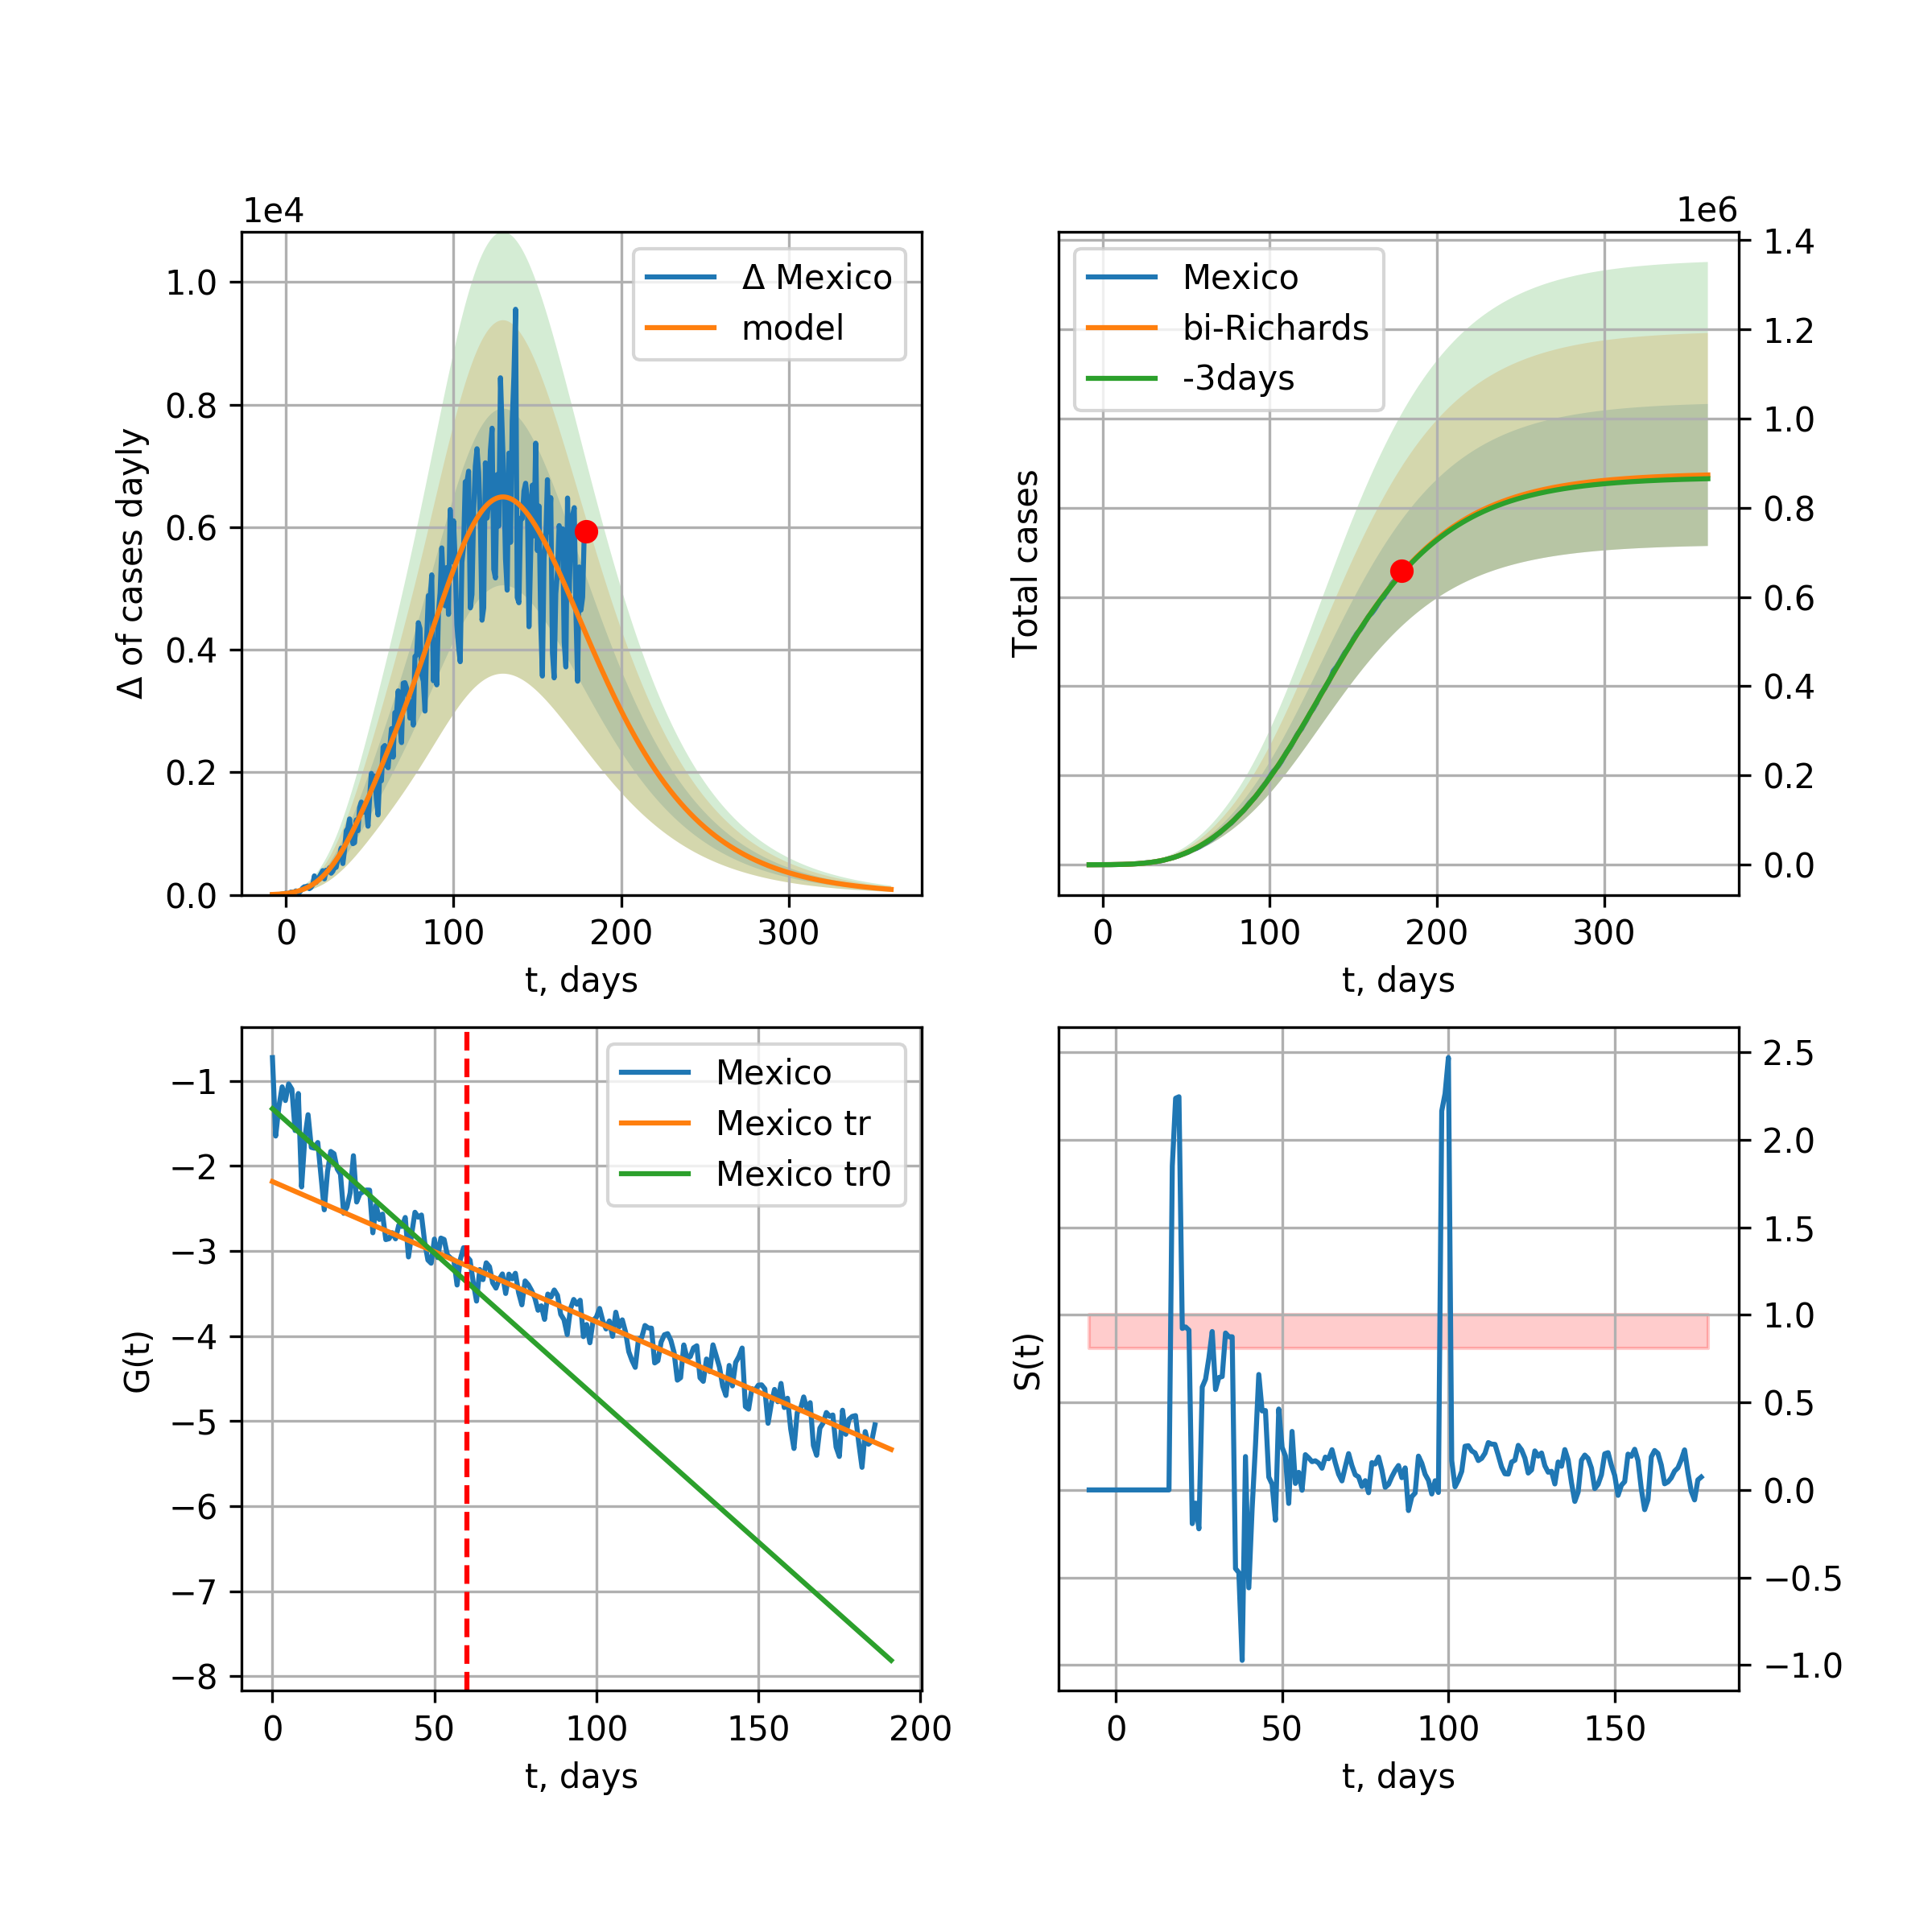 1e4
Δ of cases dayly
1.0
0.8
0.6
0.4
0.2
0.0
Δ Mexico
model
0 100 200 300
t, days
1e6
Total cases
Mexico
bi-Richards
-3days
1.4
1.2
1.0
0.8
0.6
0.4
0.2
0.0
0 100 200 300
t, days
G(t)
−1
−2
−3
−4
−5
−6
−7
−8
Mexico
Mexico tr
Mexico tr0
0 50 100 150 200
t, days
S(t)
2.5
2.0
1.5
1.0
0.5
0.0
−0.5
−1.0
0 50 100 150
t, days